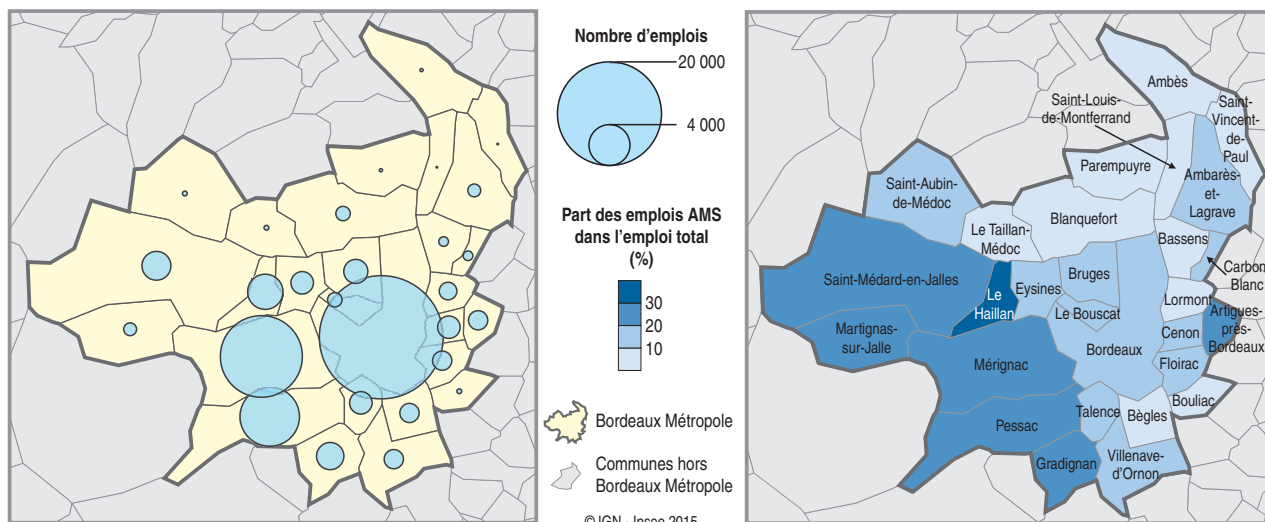 Nombre d'emplois
20 000
4 000
Part des emplois AMS
dans l'emploi total
(%)
30
20
10
Bordeaux Métropole
Communes hors
Bordeaux Métropole
© IGN - Insee 2015
Ambès
Saint-Louis-
de-Montferrand
Saint-
Vincent-
de-
Paul
Parempuyre
Ambarès-
et-
Lagrave
Saint-Aubin-
de-Médoc
Blanquefort
Le Taillan-
Médoc
Bassens
Carbon
Blanc
Saint-Médard-en-Jalles
Bruges
Eysines
Le
Haillan
Lormont
Artigues-
près-
Bordeaux
Le Bouscat
Martignas-
sur-Jalle
Cenon
Bordeaux
Mérignac
Floirac
Bouliac
Talence
Bègles
Pessac
Gradignan
Villenave-
d'Ornon